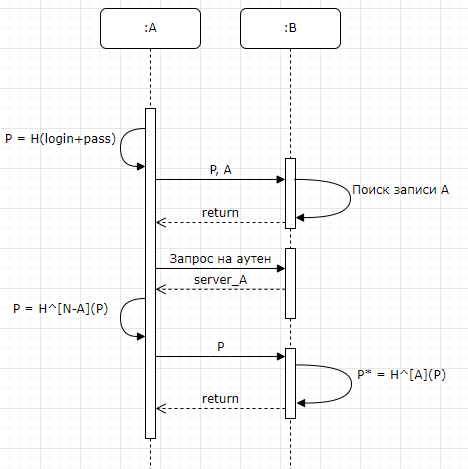 :A
:B
P = H(login+pass)
P, A
Поиск записи A
return
Запрос на аутен
server_A
P = H^[N-A](P)
P
P* = H^[A](P)
return